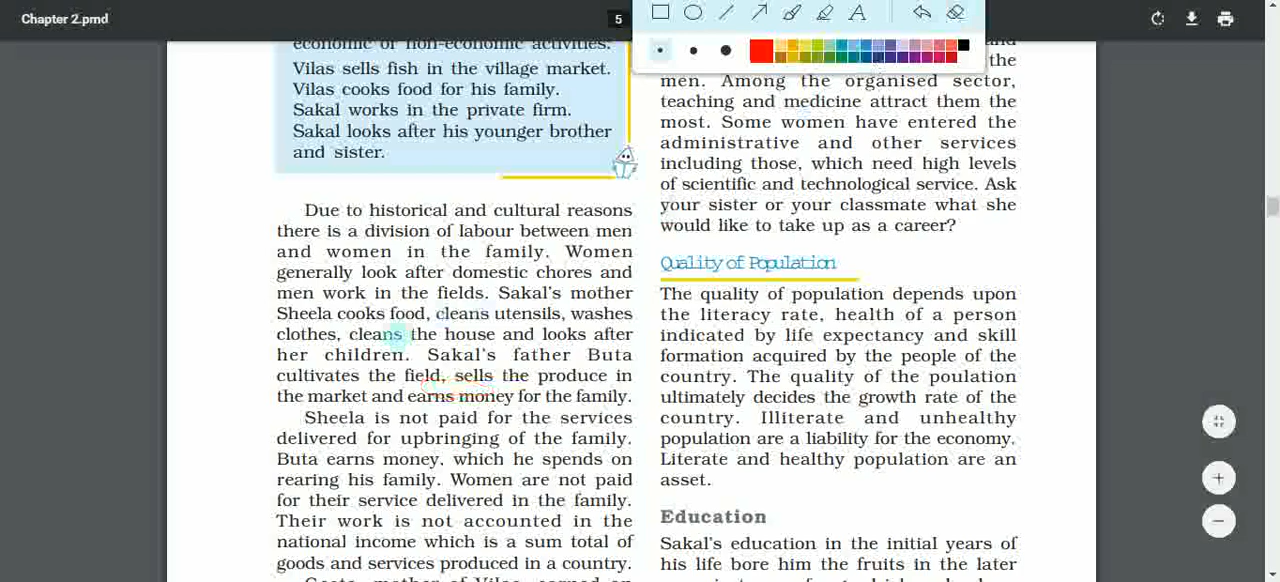 Chapter 2.pmd
5
economic or non-economic activities.
Vilas sells fish in the village market.
Vilas cooks food for his family.
Sakal works in the private firm.
Sakal looks after his younger brother
and sister.
Due to historical and cultural reasons
there is a division of labour between men
and women in the family. Women
generally look after domestic chores and
men work in the fields. Sakal's mother
Sheela cooks food, cleans utensils, washes
clothes, cleans the house and looks after
her children. Sakal's father Buta
cultivates the field, sells the produce in
the market and earns money for the family.
Sheela is not paid for the services
delivered for upbringing of the family.
Buta earns money, which he spends on
rearing his family. Women are not paid
for their service delivered in the family.
Their work is not accounted in the
national income which is a sum total of
goods and services produced in a country.
Geeta, mother of Vilas, earned on
and
the
men. Among the organised sector,
teaching and medicine attract them the
most. Some women have entered the
administrative and other services
including those, which need high levels
of scientific and technological service. Ask
your sister or your classmate what she
would like to take up as a career?
Quality of Population
The quality of population depends upon
the literacy rate, health of a person
indicated by life expectancy and skill
formation acquired by the people of the
country. The quality of the poulation
ultimately decides the growth rate of the
country. Illiterate and unhealthy
population are a liability for the economy.
Literate and healthy population are an
asset.
Education
Sakal's education in the initial years of
his life bore him the fruits in the later